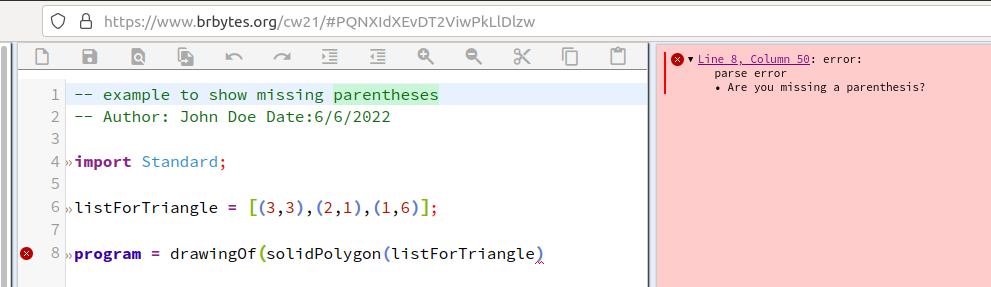 https://www.brbytes.org/cw21/#PQNXIdXEvDT2ViwPkLlDlzw
1 -- example to show missing parentheses
2 -- Author: John Doe Date:6/6/2022
3
4 »import Standard;
5
6 »listForTriangle = [(3,3),(2,1),(1,6)];
7
8 »program = drawingOf(solidPolygon(listForTriangle)
▼ Line 8, Column 50: error:
parse error
• Are you missing a parenthesis?